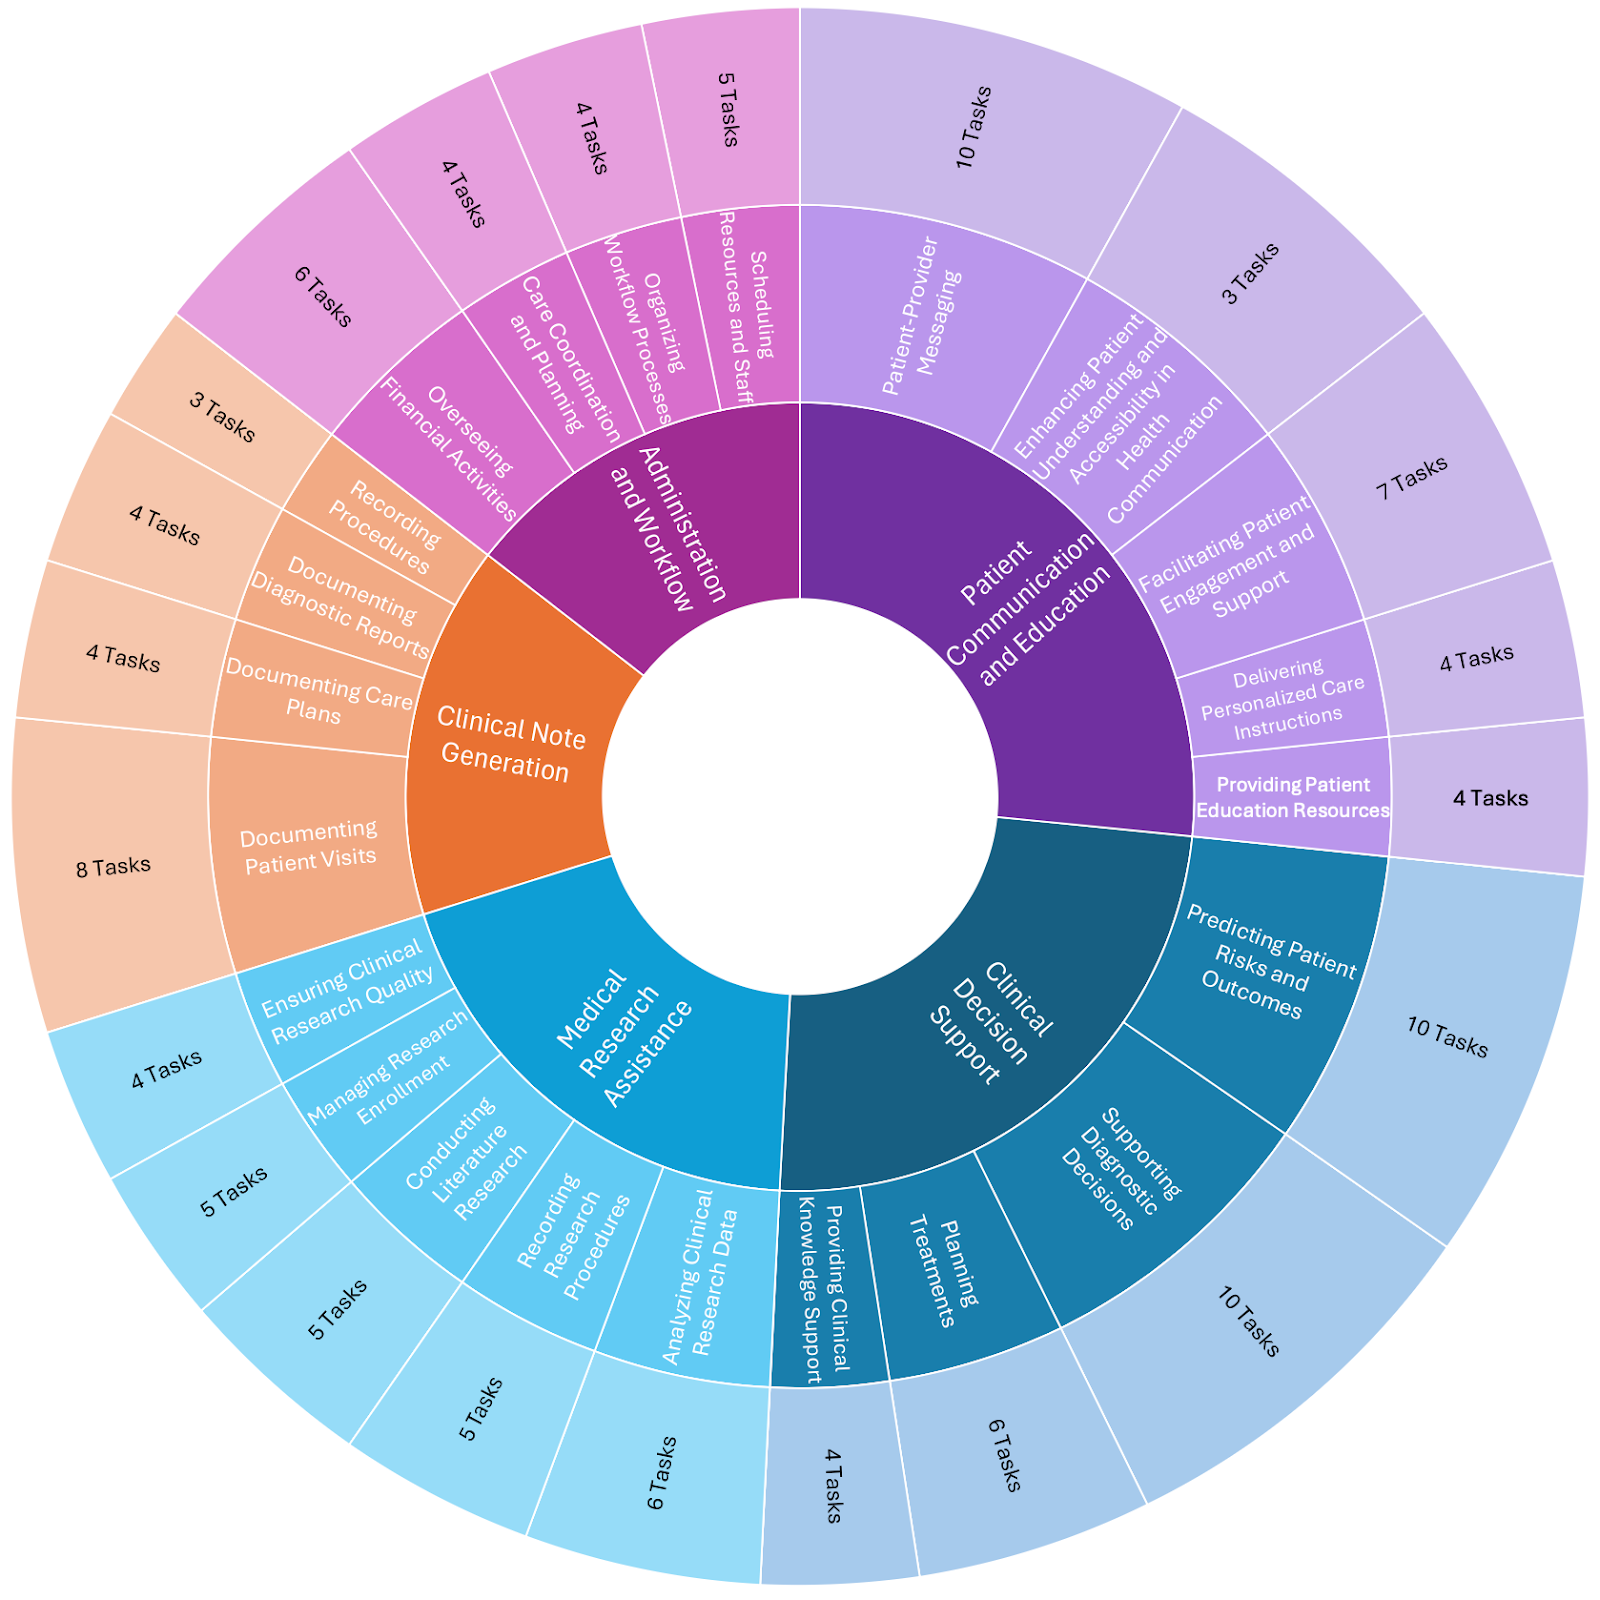 Patient
Communication
and Education
Patient-Provider
Messaging
10 Tasks
Enhancing Patient
Understanding and
Accessibility in
Health
Communication
3 Tasks
Facilitating Patient
Engagement and
Support
7 Tasks
Delivering
Personalized Care
Instructions
4 Tasks
Providing Patient
Education Resources
4 Tasks
Clinical
Decision
Support
Predicting Patient
Risks and
Outcomes
10 Tasks
Supporting
Diagnostic
Decisions
10 Tasks
Planning
Treatments
6 Tasks
Providing Clinical
Knowledge Support
4 Tasks
Medical
Research
Assistance
Analyzing Clinical
Research Data
6 Tasks
Recording
Research
Procedures
5 Tasks
Conducting
Literature
Research
5 Tasks
Managing Research
Enrollment
5 Tasks
Ensuring Clinical
Research Quality
4 Tasks
Clinical Note
Generation
Documenting
Patient Visits
8 Tasks
Documenting Care
Plans
4 Tasks
Documenting
Diagnostic Reports
4 Tasks
Recording
Procedures
3 Tasks
Administration
and Workflow
Overseeing
Financial Activities
6 Tasks
Care Coordination
and Planning
4 Tasks
Organizing
Workflow Processes
4 Tasks
Scheduling
Resources and Staff
5 Tasks